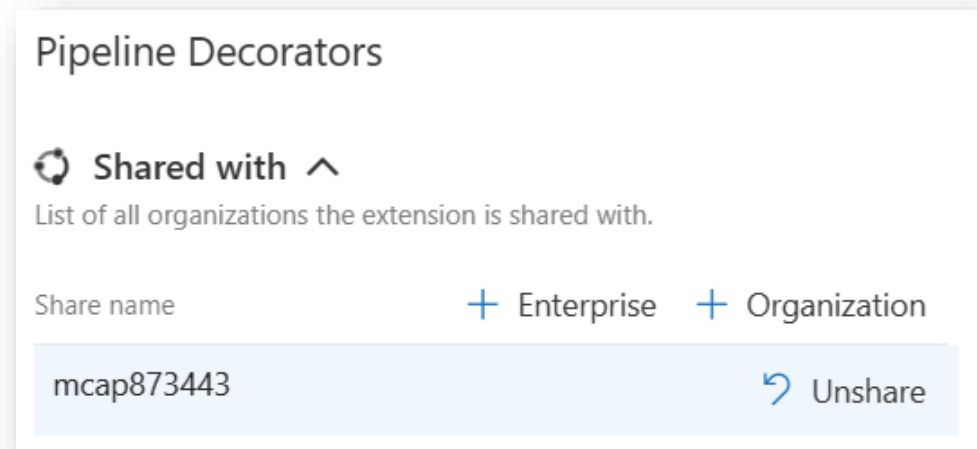 Pipeline Decorators
Shared with
List of all organizations the extension is shared with.
Share name Enterprise Organization
mcap873443 Unshare